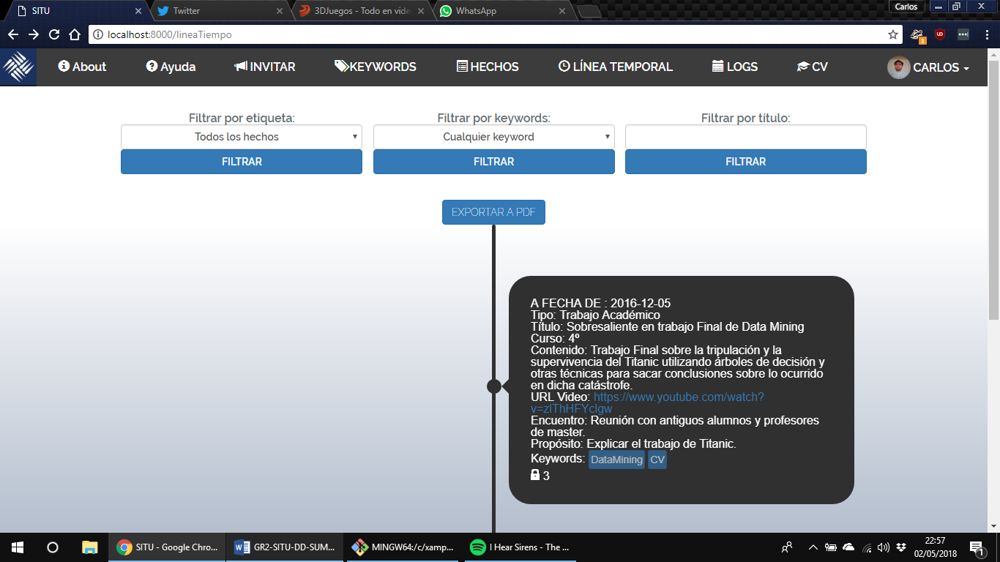 SITU
Twitter
3DJuegos - Todo en vide
WhatsApp
Carlos
localhost:8000/lineaTiempo
3
About
Ayuda
INVITAR
KEYWORDS
HECHOS
LÍNEA TEMPORAL
LOGS
CV
CARLOS
Filtrar por etiqueta:
Filtrar por keywords:
Filtrar por título:
Todos los hechos
Cualquier keyword
FILTRAR
FILTRAR
FILTRAR
EXPORTAR A PDF
A FECHA DE : 2016-12-05
Tipo: Trabajo Académico
Título: Sobresaliente en trabajo Final de Data Mining
Curso: 4º
Contenido: Trabajo Final sobre la tripulación y la
supervivencia del Titanic utilizando árboles de decisión y
otras técnicas para sacar conclusiones sobre lo ocurrido
en dicha catástrofe.
URL Video: https://www.youtube.com/watch?
v=zIThHFYclgw
Encuentro: Reunión con antiguos alumnos y profesores
de master.
Propósito: Explicar el trabajo de Titanic.
Keywords: DataMining CV
3
SITU - Google Chro...
GR2-SITU-DD-SUM...
MINGW64:/c/xamp...
I Hear Sirens - The ...
22:57
02/05/2018
1